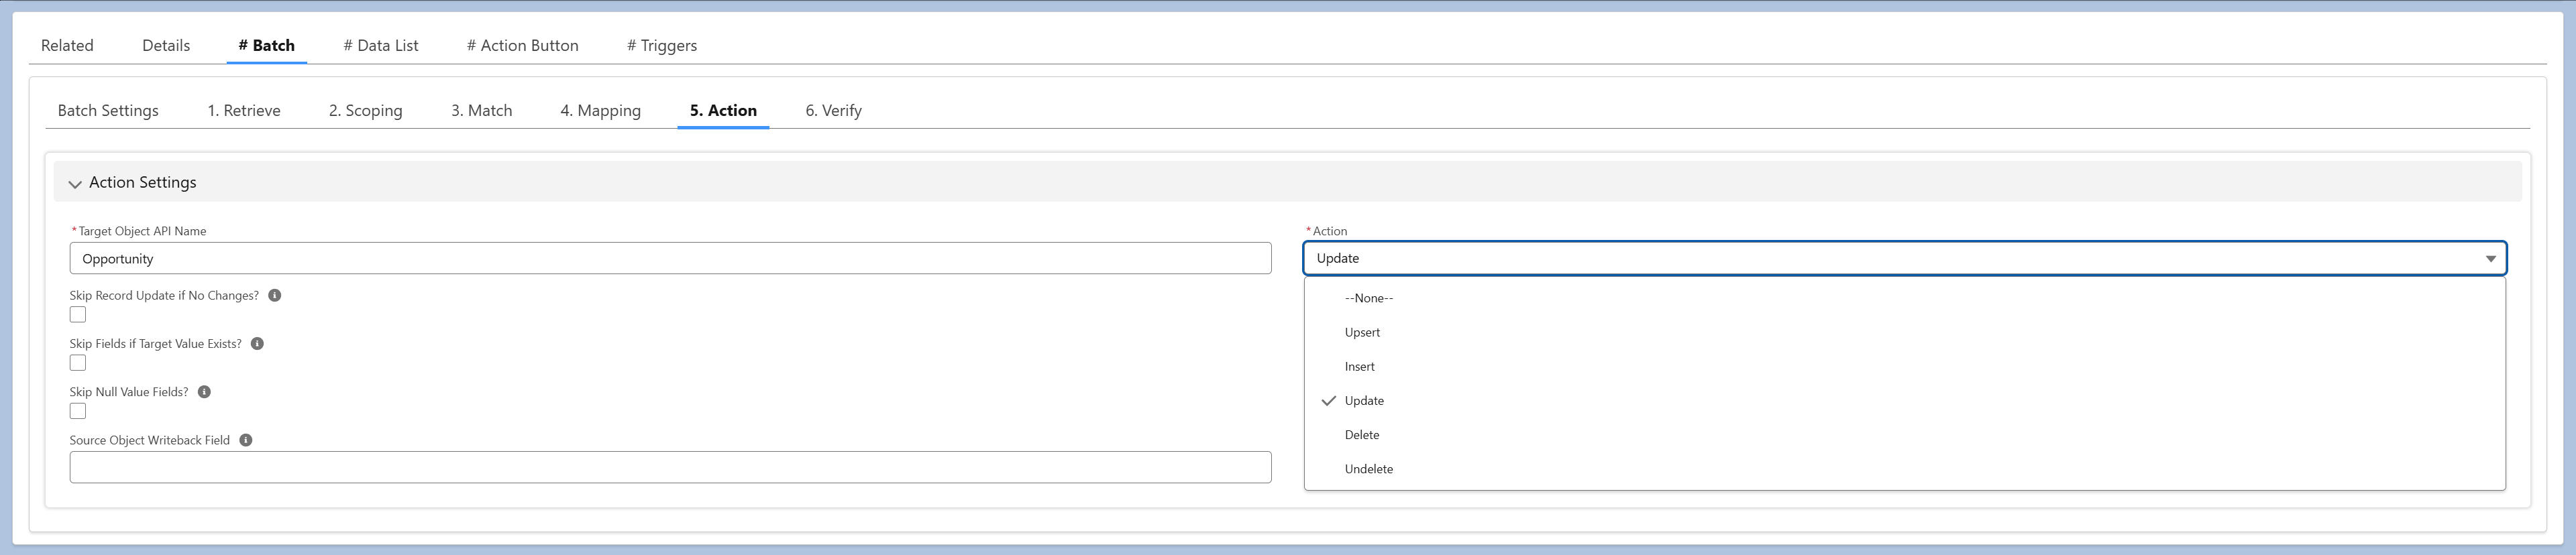 Related Details # Batch # Data List # Action Button # Triggers
Batch Settings 1. Retrieve 2. Scoping 3. Match 4. Mapping 5. Action 6. Verify
Action Settings
* Target Object API Name
Opportunity
Skip Record Update if No Changes?
Skip Fields if Target Value Exists?
Skip Null Value Fields?
Source Object Writeback Field
* Action
Update
--None--
Upsert
Insert
Update
Delete
Undelete